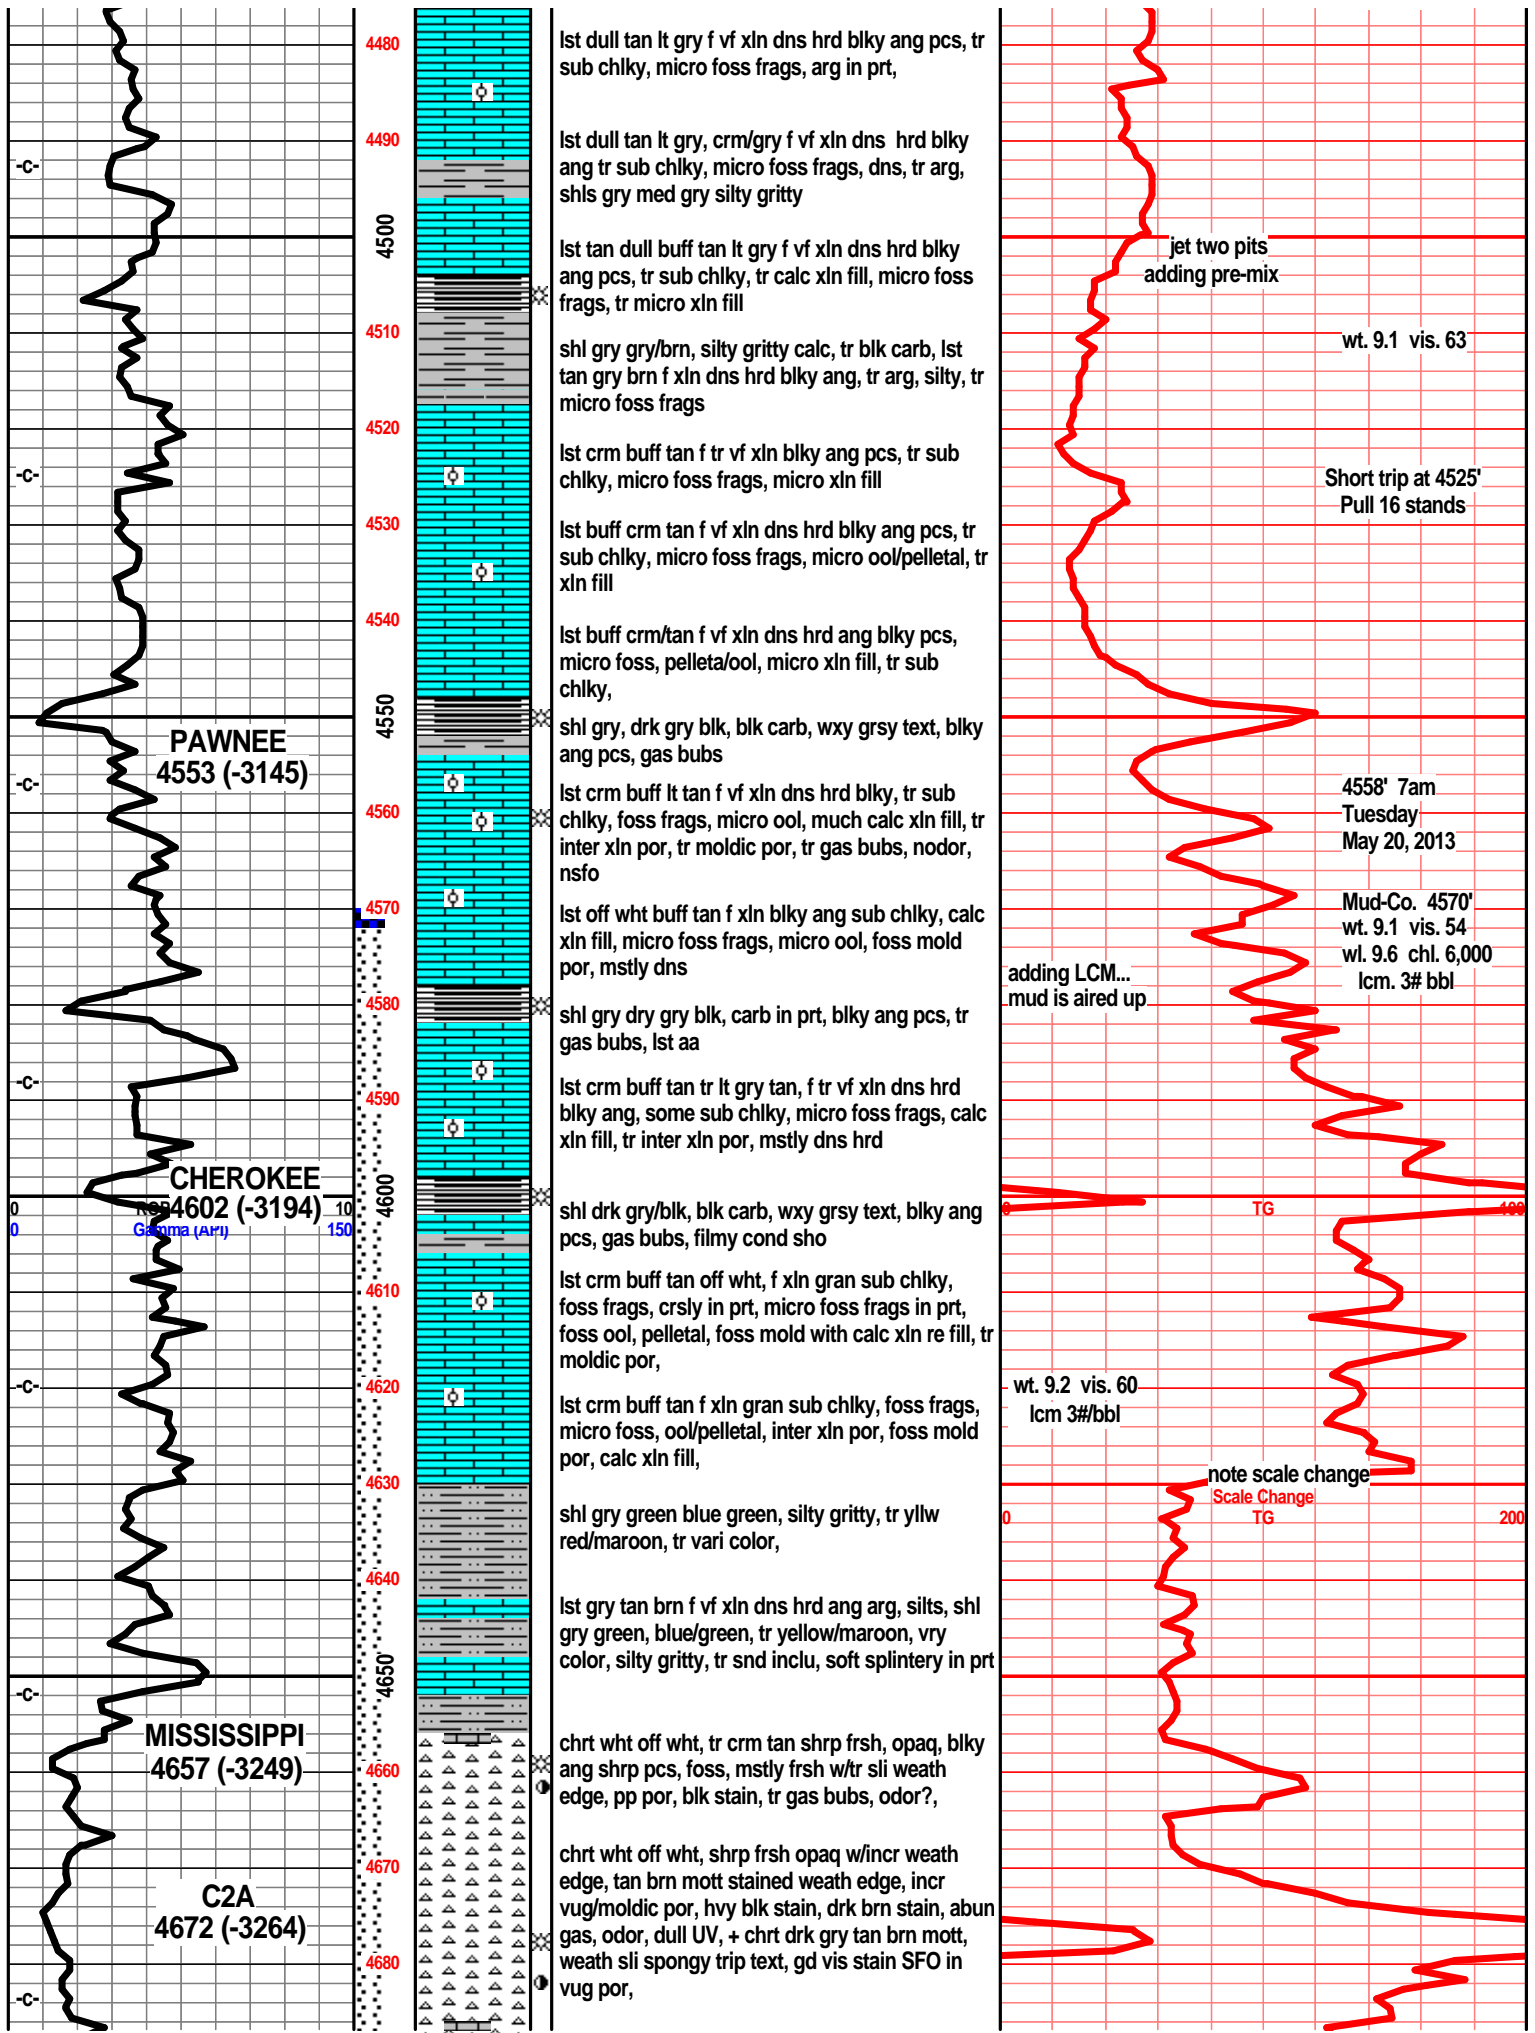 4480
lst dull tan lt gry f vf xln dns hrd blky ang pcs, tr
sub chlky, micro foss frags, arg in prt,
4490
-c-
lst dull tan lt gry, crm/gry f vf xln dns hrd blky
ang tr sub chlky, micro foss frags, dns, tr arg,
shls gry med gry silty gritty
4500
lst tan dull buff tan lt gry f vf xln dns hrd blky
ang pcs, tr sub chlky, tr calc xln fill, micro foss
frags, tr micro xln fill
jet two pits
adding pre-mix
4510
wt. 9.1 vis. 63
shl gry gry/brn, silty gritty calc, tr blk carb, lst
tan gry brn f xln dns hrd blky ang, tr arg, silty, tr
micro foss frags
4520
-c-
lst crm buff tan f tr vf xln blky ang pcs, tr sub
chlky, micro foss frags, micro xln fill
Short trip at 4525'
Pull 16 stands
4530
lst buff crm tan f vf xln dns hrd blky ang pcs, tr
sub chlky, micro foss frags, micro ool/pelletal, tr
xln fill
4540
lst buff crm/tan f vf xln dns hrd ang blky pcs,
micro foss, pelleta/ool, micro xln fill, tr sub
chlky,
4550
PAWNEE
4553 (-3145)
shl gry, drk gry blk, blk carb, wxy grsy text, blky
ang pcs, gas bubs
-c-
4560
lst crm buff lt tan f vf xln dns hrd blky, tr sub
chlky, foss frags, micro ool, much calc xln fill, tr
inter xln por, tr moldic por, tr gas bubs, nodor,
nsfo
4558' 7am
Tuesday
May 20, 2013
4570
lst off wht buff tan f xln blky ang sub chlky, calc
xln fill, micro foss frags, micro ool, foss mold
por, mstly dns
Mud-Co. 4570'
wt. 9.1 vis. 54
wl. 9.6 chl. 6,000
lcm. 3# bbl
adding LCM...
mud is aired up
4580
shl gry dry gry blk, carb in prt, blky ang pcs, tr
gas bubs, lst aa
-c-
4590
lst crm buff tan tr lt gry tan, f tr vf xln dns hrd
blky ang, some sub chlky, micro foss frags, calc
xln fill, tr inter xln por, mstly dns hrd
CHEROKEE
4602 (-3194)
0 ROP 10
0 Gamma (API) 150
4600
0 TG 100
shl drk gry/blk, blk carb, wxy grsy text, blky ang
pcs, gas bubs, filmy cond sho
4610
lst crm buff tan off wht, f xln gran sub chlky,
foss frags, crsly in prt, micro foss frags in prt,
foss ool, pelletal, foss mold with calc xln re fill, tr
moldic por,
4620
-c-
wt. 9.2 vis. 60
lcm 3#/bbl
lst crm buff tan f xln gran sub chlky, foss frags,
micro foss, ool/pelletal, inter xln por, foss mold
por, calc xln fill,
4630
note scale change
Scale Change
0 TG 200
shl gry green blue green, silty gritty, tr yllw
red/maroon, tr vari color,
4640
lst gry tan brn f vf xln dns hrd ang arg, silts, shl
gry green, blue/green, tr yellow/maroon, vry
color, silty gritty, tr snd inclu, soft splintery in prt
4650
-c-
MISSISSIPPI
4657 (-3249)
4660
chrt wht off wht, tr crm tan shrp frsh, opaq, blky
ang shrp pcs, foss, mstly frsh w/tr sli weath
edge, pp por, blk stain, tr gas bubs, odor?,
4670
C2A
4672 (-3264)
chrt wht off wht, shrp frsh opaq w/incr weath
edge, tan brn mott stained weath edge, incr
vug/moldic por, hvy blk stain, drk brn stain, abun
gas, odor, dull UV, + chrt drk gry tan brn mott,
weath sli spongy trip text, gd vis stain SFO in
vug por,
4680
-c-